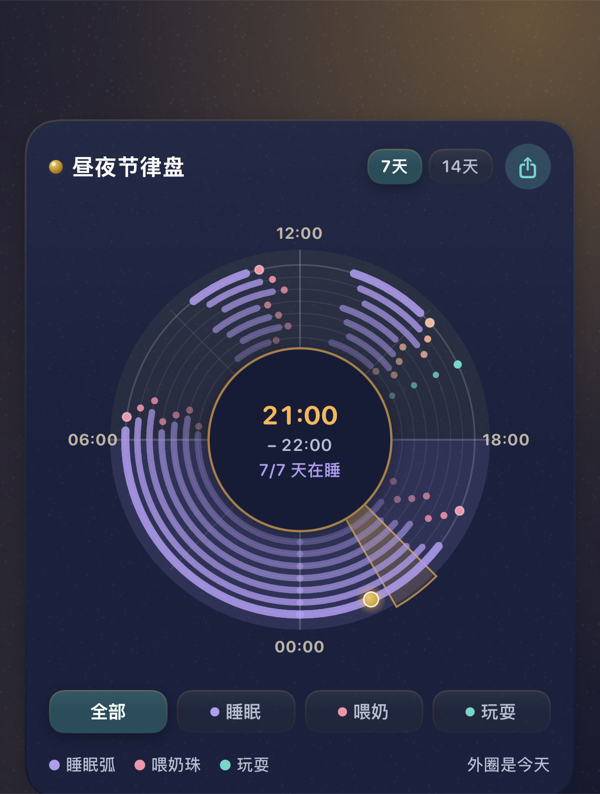 昼夜节律盘
7天
14天
12:00
06:00
18:00
21:00
– 22:00
7/7 天在睡
00:00
全部
睡眠
喂奶
玩耍
睡眠弧
喂奶珠
玩耍
外圈是今天